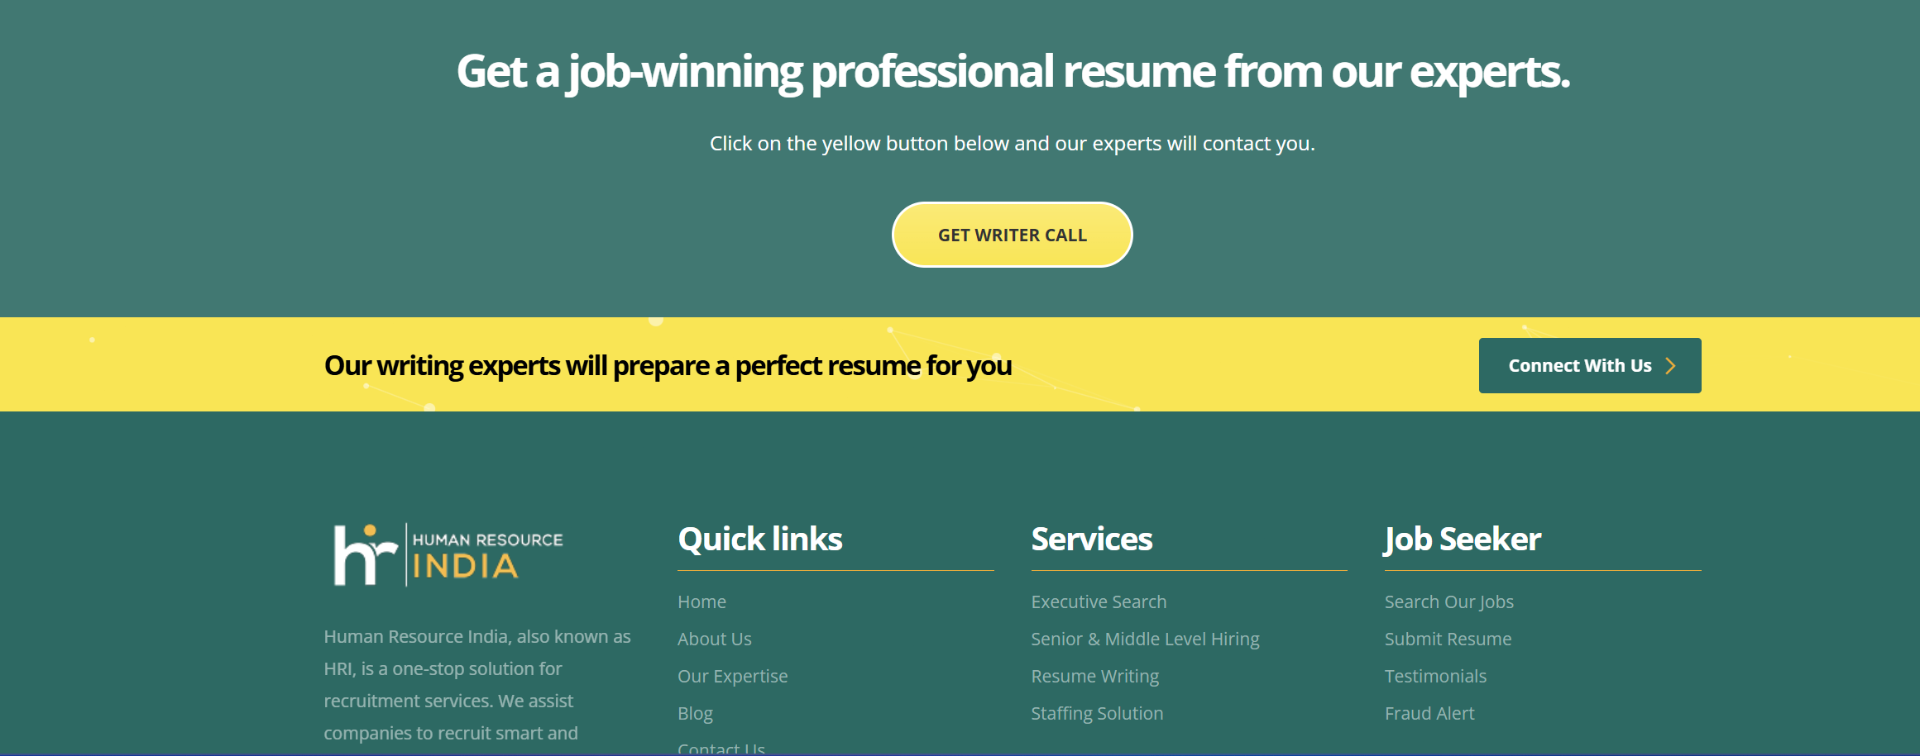 Get a job-winning professional resume from our experts.
Click on the yellow button below and our experts will contact you.
GET WRITER CALL
Our writing experts will prepare a perfect resume for you
Connect With Us
hr HUMAN RESOURCE
INDIA
Human Resource India, also known as
HRI, is a one-stop solution for
recruitment services. We assist
companies to recruit smart and
Quick links
Home
About Us
Our Expertise
Blog
Contact Us
Services
Executive Search
Senior & Middle Level Hiring
Resume Writing
Staffing Solution
Job Seeker
Search Our Jobs
Submit Resume
Testimonials
Fraud Alert